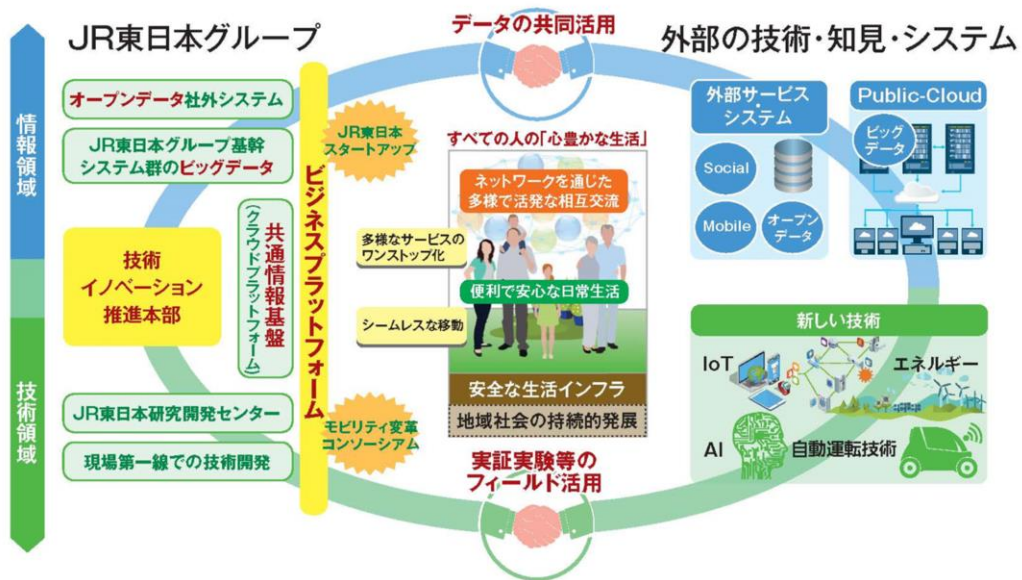 データの共同活用
JR東日本グループ
外部の技術・知見・システム
情報領域
技術領域
オープンデータ社外システム
JR東日本グループ基幹
システム群のビッグデータ
技術
イノベーション
推進本部
共通情報基盤
(クラウドプラットフォーム)
JR東日本研究開発センター
現場第一線での技術開発
ビジネスプラットフォーム
JR東日本
スタートアップ
モビリティ変革
コンソーシアム
すべての人の「心豊かな生活」
ネットワークを通じた
多様で活発な相互交流
多様なサービスの
ワンストップ化
便利で安心な日常生活
シームレスな移動
安全な生活インフラ
地域社会の持続的発展
実証実験等の
フィールド活用
外部サービス
・
システム
Social
Mobile
オープン
データ
Public-Cloud
ビッグ
データ
新しい技術
IoT
エネルギー
AI
自動運転技術